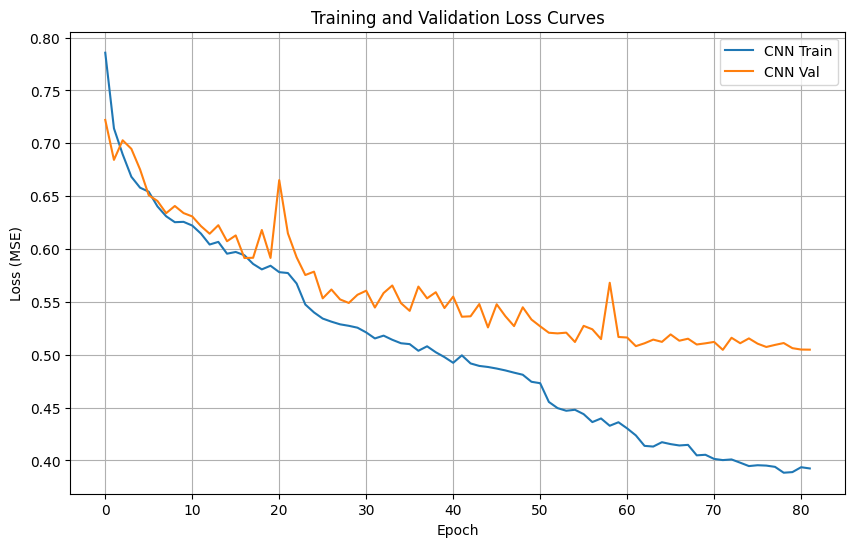 Training and Validation Loss Curves
CNN Train
CNN Val
0.80
0.75
0.70
0.65
0.60
0.55
0.50
0.45
0.40
Loss (MSE)
0 10 20 30 40 50 60 70 80
Epoch